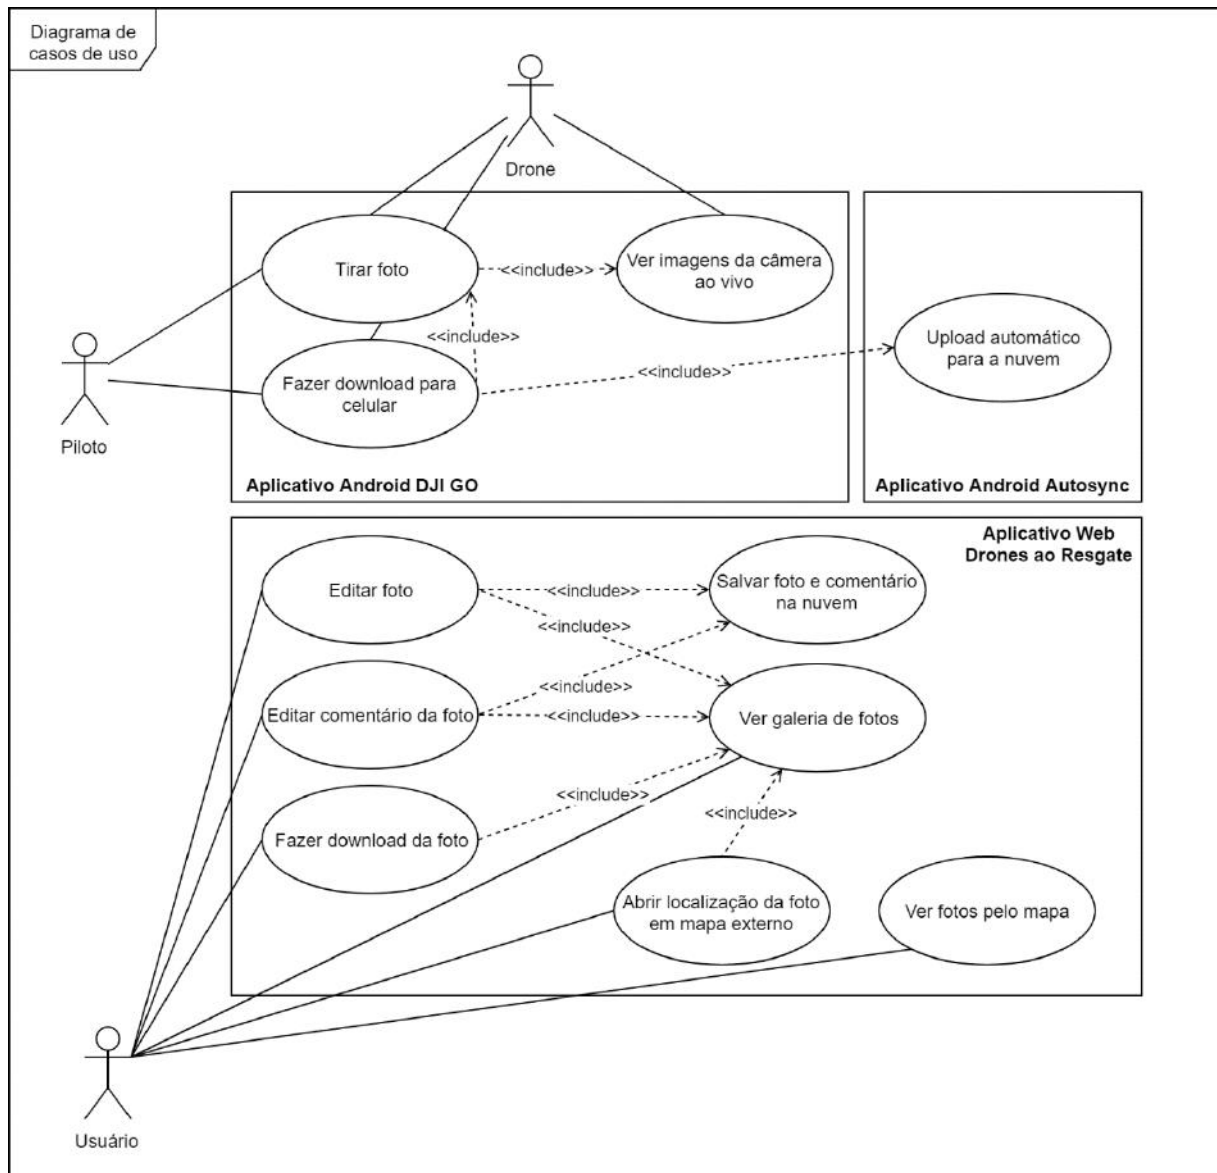 Diagrama de
casos de uso
Drone
Tirar foto
<<include>>
Ver imagens da câmera
ao vivo
<<include>>
Upload automático
para a nuvem
Fazer download para
celular
<<include>>
Piloto
Aplicativo Android DJI GO
Aplicativo Android Autosync
Aplicativo Web
Drones ao Resgate
Editar foto
<<include>>
Salvar foto e comentário
na nuvem
<<include>>
Editar comentário da foto
<<include>>
<<include>>
Ver galeria de fotos
Fazer download da foto
<<include>>
<<include>>
Abrir localização da foto
em mapa externo
Ver fotos pelo mapa
Usuário